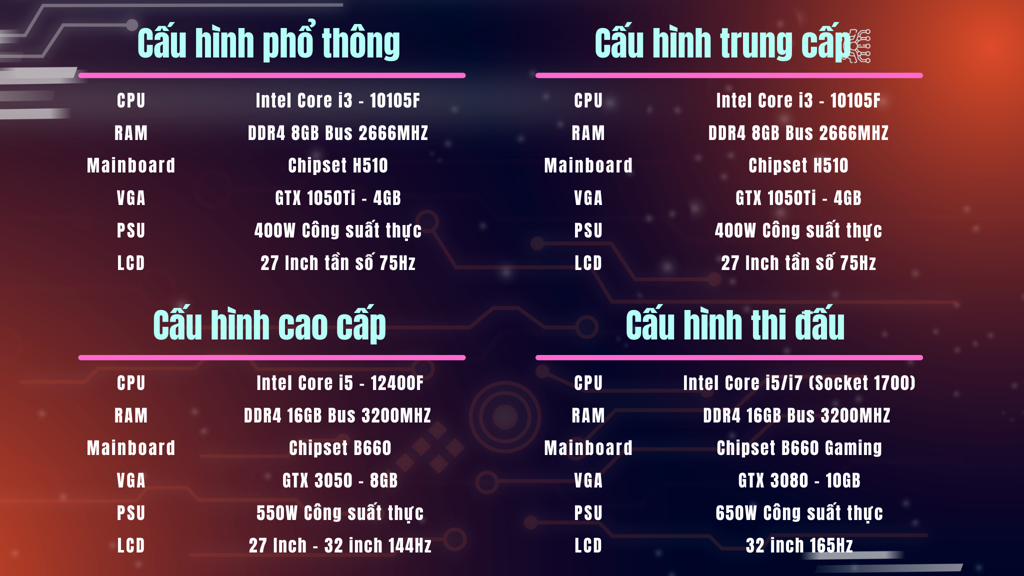 Cấu hình phổ thông
CPU Intel Core i3 - 10105F
RAM DDR4 8GB Bus 2666MHZ
Mainboard Chipset H510
VGA GTX 1050Ti - 4GB
PSU 400W Công suất thực
LCD 27 Inch tần số 75Hz
Cấu hình trung cấp
CPU Intel Core i3 - 10105F
RAM DDR4 8GB Bus 2666MHZ
Mainboard Chipset H510
VGA GTX 1050Ti - 4GB
PSU 400W Công suất thực
LCD 27 Inch tần số 75Hz
Cấu hình cao cấp
CPU Intel Core i5 - 12400F
RAM DDR4 16GB Bus 3200MHZ
Mainboard Chipset B660
VGA GTX 3050 - 8GB
PSU 550W Công suất thực
LCD 27 Inch - 32 inch 144Hz
Cấu hình thi đấu
CPU Intel Core i5/i7 (Socket 1700)
RAM DDR4 16GB Bus 3200MHZ
Mainboard Chipset B660 Gaming
VGA GTX 3080 - 10GB
PSU 650W Công suất thực
LCD 32 inch 165Hz